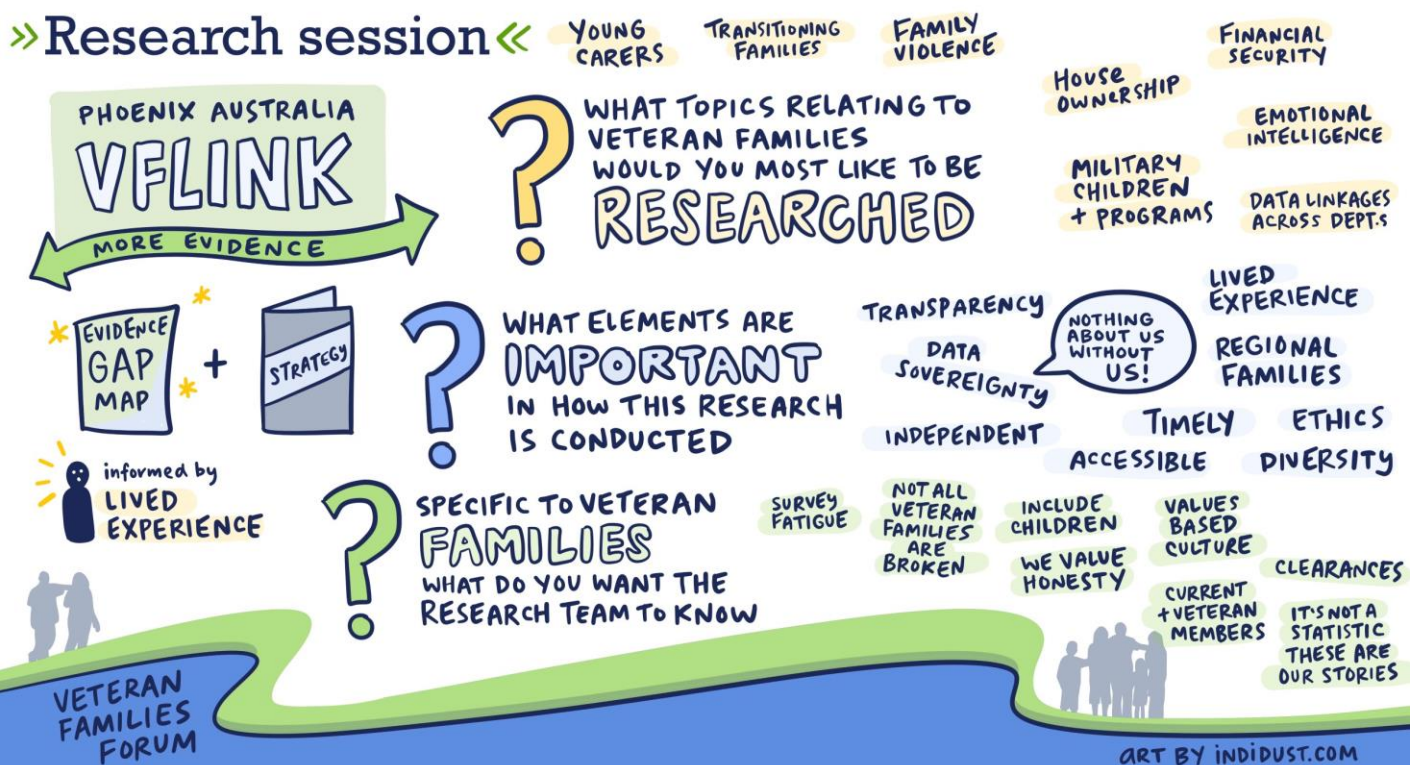 »Research session«
PHOENIX AUSTRALIA
VFLINK
MORE EVIDENCE
EVIDENCE
GAP
MAP
+
STRATEGY
informed by
LIVED
EXPERIENCE
WHAT TOPICS RELATING TO
VETERAN FAMILIES
WOULD YOU MOST LIKE TO BE
RESEARCHED
?
YOUNG
CARERS
TRANSITIONING
FAMILIES
FAMILY
VIOLENCE
HOUSE
OWNERSHIP
FINANCIAL
SECURITY
EMOTIONAL
INTELLIGENCE
MILITARY
CHILDREN
+ PROGRAMS
DATA LINKAGES
ACROSS DEPT.S
?
WHAT ELEMENTS ARE
IMPORTANT
IN HOW THIS RESEARCH
IS CONDUCTED
TRANSPARENCY
DATA
SOVEREIGNTY
INDEPENDENT
NOTHING
ABOUT US
WITHOUT
US!
LIVED
EXPERIENCE
REGIONAL
FAMILIES
TIMELY
ETHICS
ACCESSIBLE
DIVERSITY
?
SPECIFIC TO VETERAN
FAMILIES
WHAT DO YOU WANT THE
RESEARCH TEAM TO KNOW
SURVEY
FATIGUE
NOT ALL
VETERAN
FAMILIES
ARE
BROKEN
INCLUDE
CHILDREN
WE VALUE
HONESTY
VALUES
BASED
CULTURE
CURRENT
+ VETERAN
MEMBERS
CLEARANCES
IT'S NOT A
STATISTIC
THESE ARE
OUR STORIES
VETERAN
FAMILIES
FORUM
ART BY INDIDUST.COM